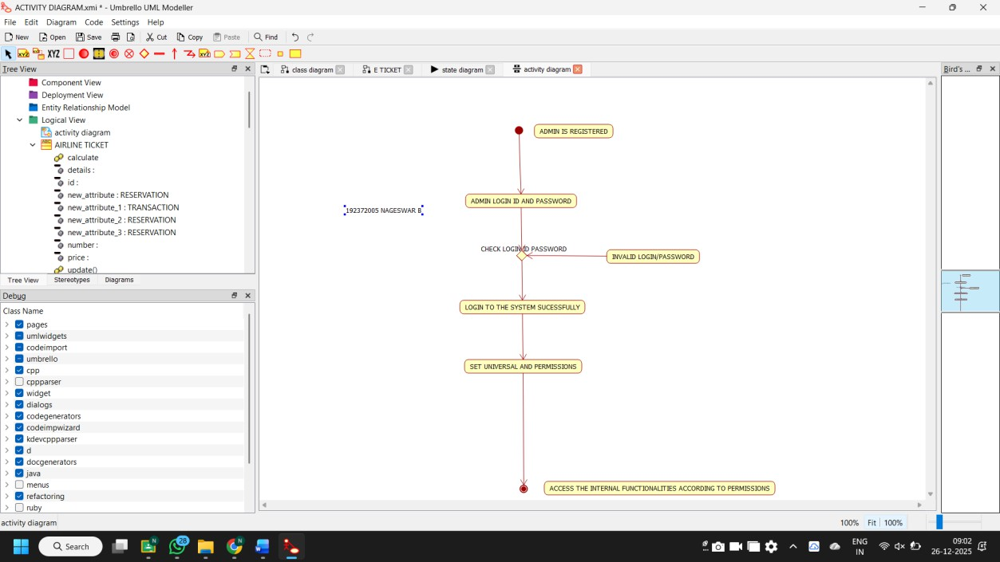 ACTIVITY DIAGRAM.xmi * - Umbrello UML Modeller
File Edit Diagram Code Settings Help
New Open Save Cut Copy Paste Find
XYZ XYZ XYZ
Tree View
class diagram E TICKET state diagram activity diagram
Bird's ...
Component View
Deployment View
Entity Relationship Model
Logical View
activity diagram
AIRLINE TICKET
calculate
details :
id :
new_attribute : RESERVATION
new_attribute_1 : TRANSACTION
new_attribute_2 : RESERVATION
new_attribute_3 : RESERVATION
number :
price :
update()
Tree View Stereotypes Diagrams
Debug
Class Name
pages
umlwidgets
codeimport
umbrello
cpp
cppparser
widget
dialogs
codegenerators
codeimpwizard
kdevcppparser
d
docgenerators
java
menus
refactoring
ruby
ADMIN IS REGISTERED
ADMIN LOGIN ID AND PASSWORD
192372005 NAGESWAR B
CHECK LOGIN ID PASSWORD
INVALID LOGIN/PASSWORD
LOGIN TO THE SYSTEM SUCESSFULLY
SET UNIVERSAL AND PERMISSIONS
ACCESS THE INTERNAL FUNCTIONALITIES ACCORDING TO PERMISSIONS
activity diagram
100% Fit 100%
Search
N
28
N
ENG
IN
09:02
26-12-2025